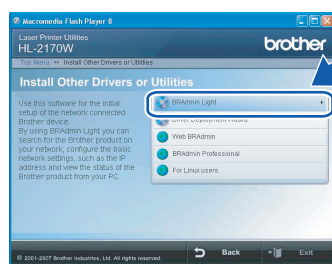 Macromedia Flash Player 8
Laser Printer Utilities
HL-2170W
brother
Top Menu ›› Install Other Drivers or Utilities
Install Other Drivers or Utilities
Use this software for the initial
setup of the network connected
Brother device.
By using BRAdmin Light you can
search for the Brother product on
your network, configure the basic
network settings, such as the IP
address and view the status of the
Brother product from your PC.
BRAdmin Light
Driver Deployment Wizard
Web BRAdmin
BRAdmin Professional
For Linux users
© 2001-2007 Brother Industries, Ltd. All rights reserved.
Back
Exit